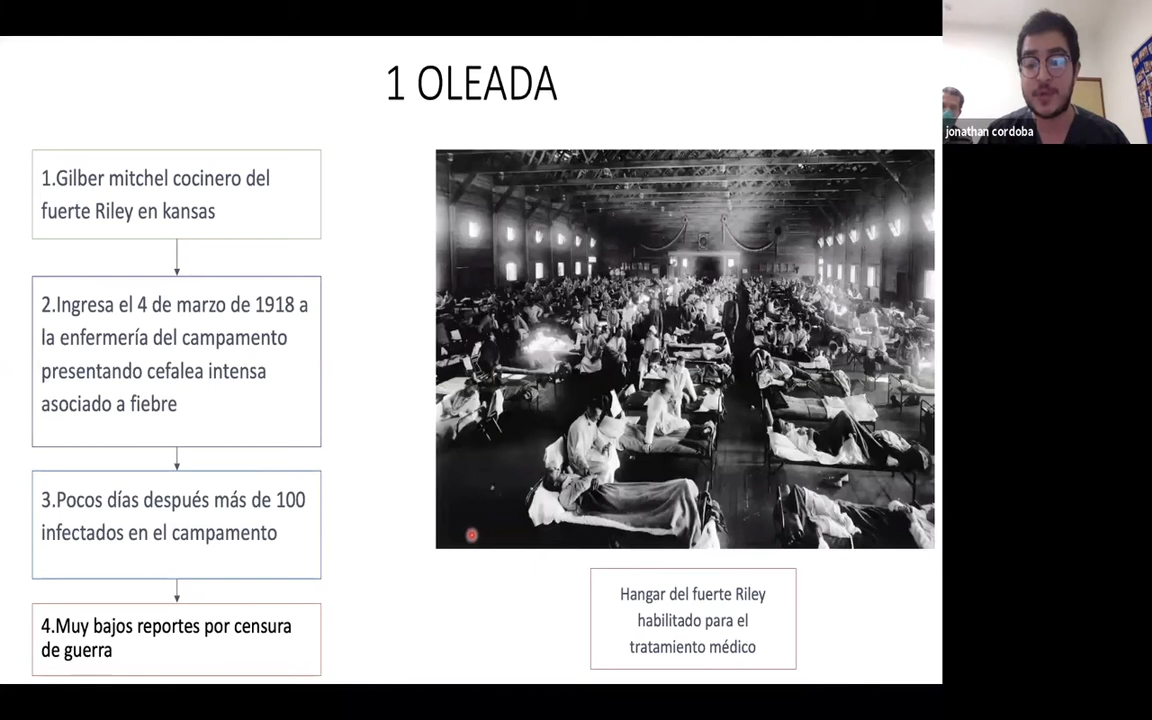 1 OLEADA
1.Gilber mitchel cocinero del
fuerte Riley en kansas
2.Ingresa el 4 de marzo de 1918 a
la enfermería del campamento
presentando cefalea intensa
asociado a fiebre
3.Pocos días después más de 100
infectados en el campamento
4.Muy bajos reportes por censura
de guerra
Hangar del fuerte Riley
habilitado para el
tratamiento médico
jonathan cordoba